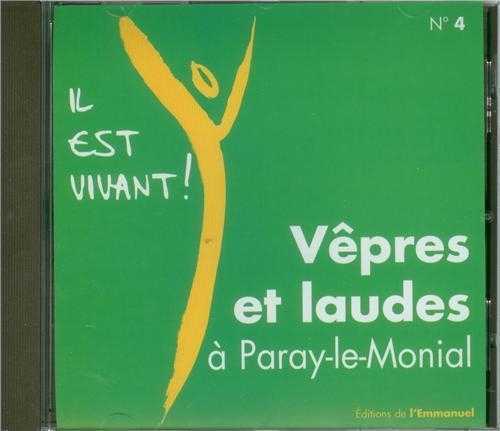 N° 4
IL
EST
VIVANT!
Vêpres
et laudes
à Paray-le-Monial
Éditions de l'Emmanuel